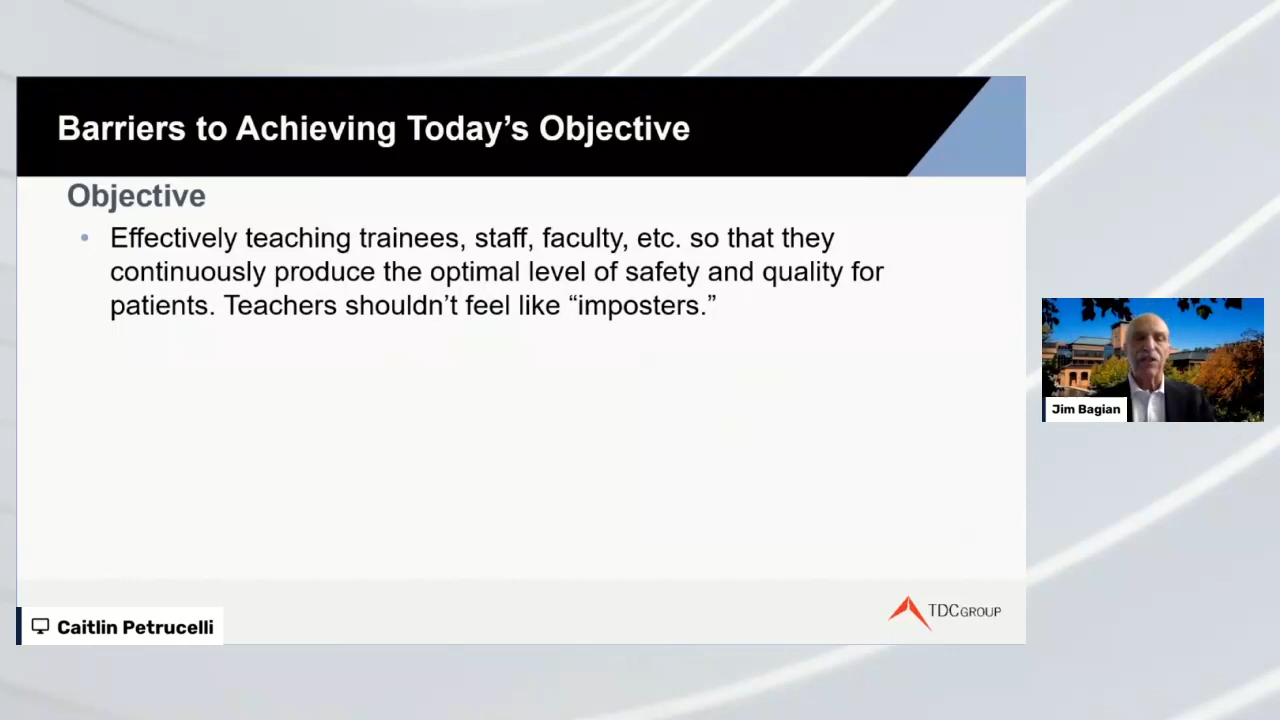 Barriers to Achieving Today’s Objective
Objective
• Effectively teaching trainees, staff, faculty, etc. so that they
continuously produce the optimal level of safety and quality for
patients. Teachers shouldn’t feel like “imposters.”
Jim Bagian
TDCGROUP
Caitlin Petrucelli